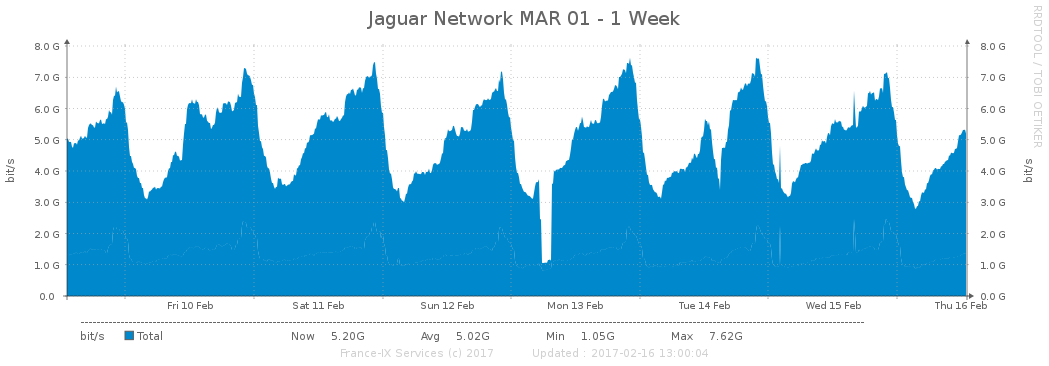 Jaguar Network MAR 01 - 1 Week
RRDTOOL / TOBI OETIKER
bit/s
8.0 G 8.0 G
7.0 G 7.0 G
6.0 G 6.0 G
5.0 G 5.0 G
4.0 G 4.0 G
3.0 G 3.0 G
2.0 G 2.0 G
1.0 G 1.0 G
0.0 0.0 G
bit/s
Fri 10 Feb Sat 11 Feb Sun 12 Feb Mon 13 Feb Tue 14 Feb Wed 15 Feb Thu 16 Feb
bit/s Total Now 5.20G Avg 5.02G Min 1.05G Max 7.62G
France-IX Services (c) 2017 Updated : 2017-02-16 13:00:04